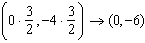 (0·3/2, -4·3/2) → (0, -6)